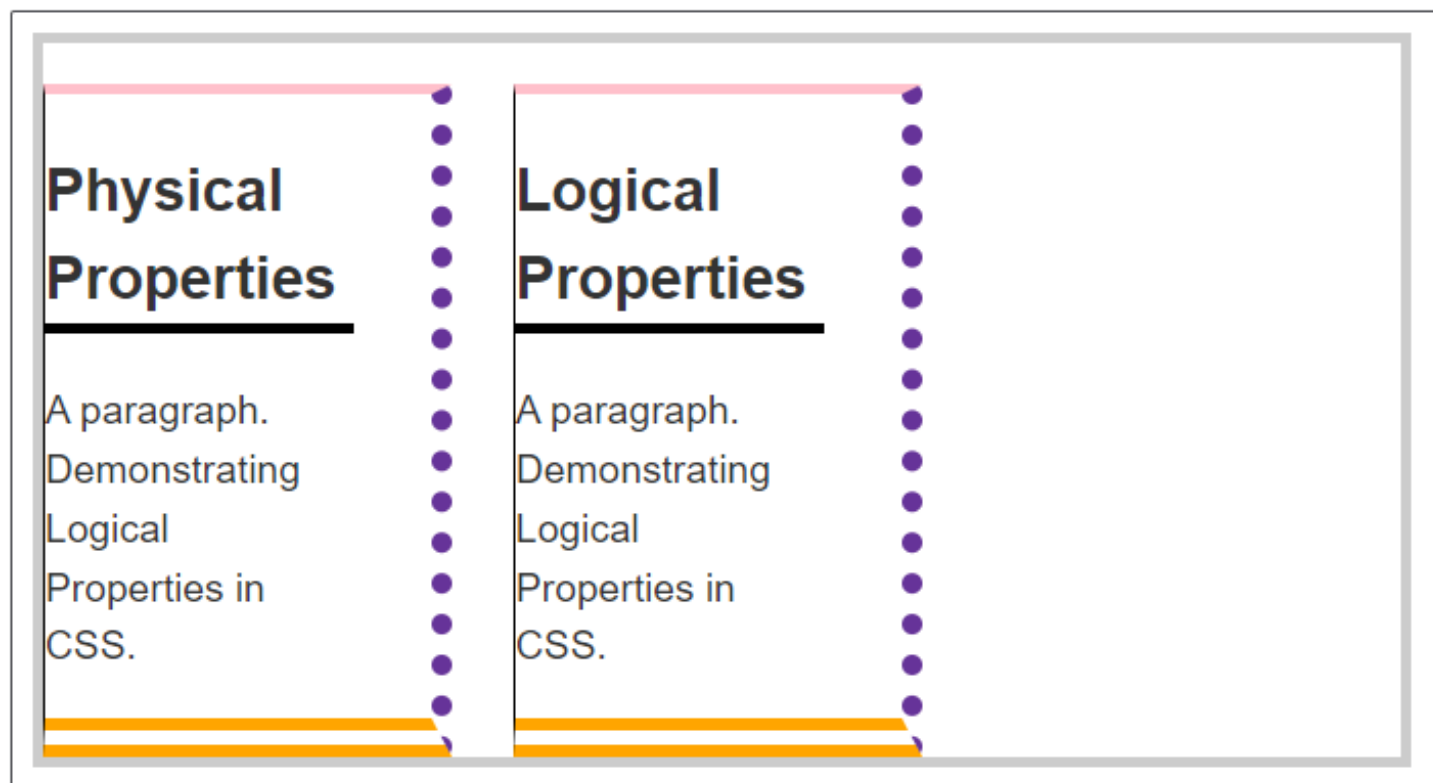 Physical
Properties
A paragraph.
Demonstrating
Logical
Properties in
CSS.
Logical
Properties
A paragraph.
Demonstrating
Logical
Properties in
CSS.